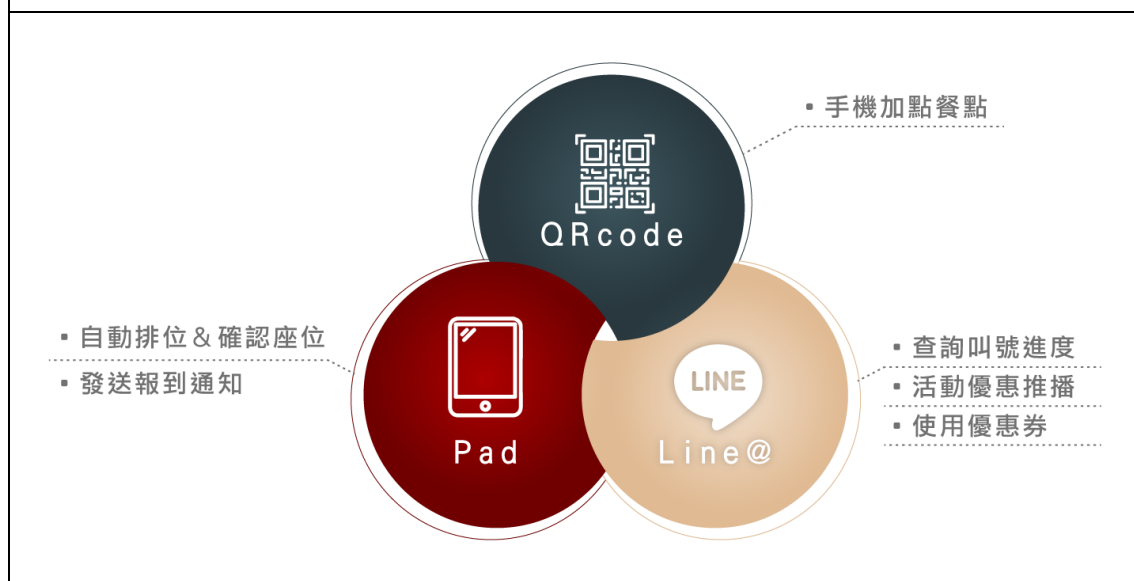 ▪ 手機加點餐點
QRcode
▪ 自動排位＆確認座位
▪ 發送報到通知
Pad
LINE
Line@
▪ 查詢叫號進度
▪ 活動優惠推播
▪ 使用優惠券